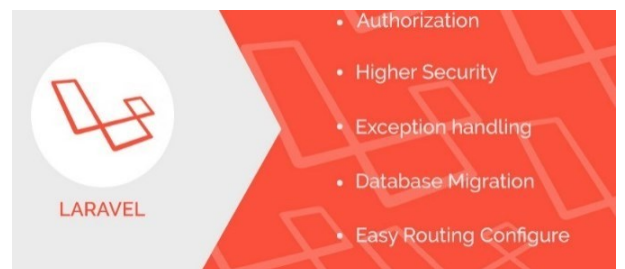 LARAVEL
• Authorization
• Higher Security
• Exception handling
• Database Migration
• Easy Routing Configure